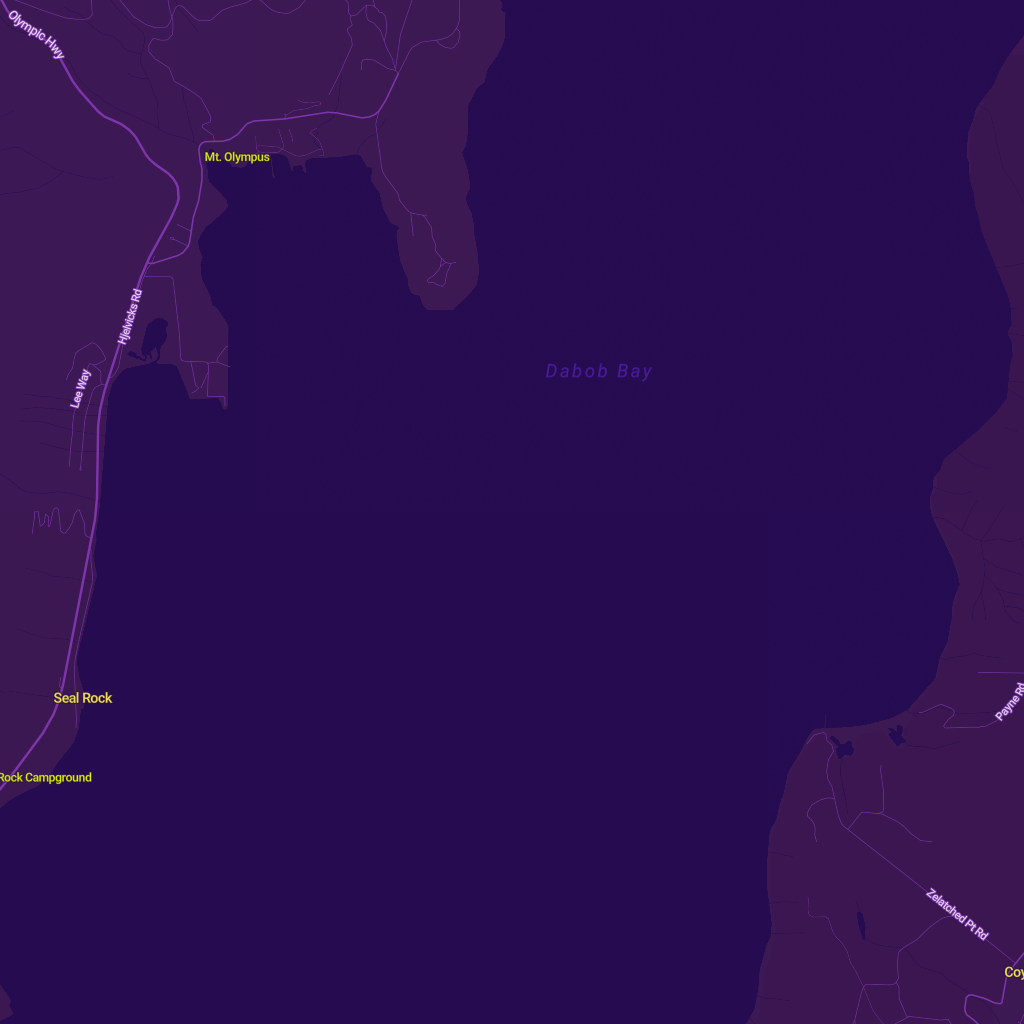 Olympic Hwy
Mt. Olympus
Hjelvicks Rd
Lee Way
Dabob Bay
Seal Rock
Payne Rd
Rock Campground
Zelatched Pt Rd
Coy